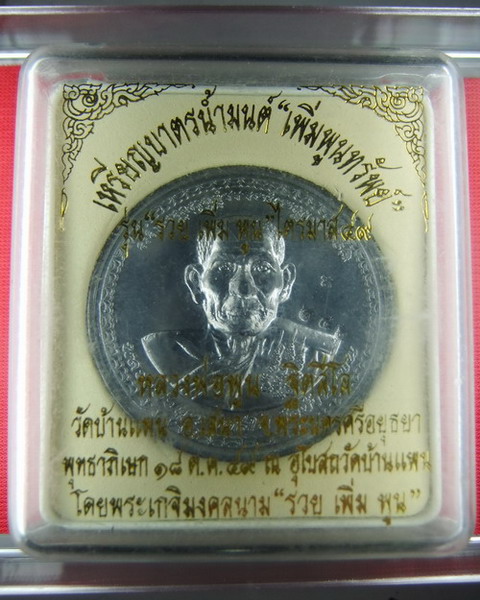 เหรียญบาตรน้ำมนต์ "เพิ่มพูนทรัพย์"
รุ่น "รวย เพิ่ม พูน" ไตรมาส ๔๙
หลวงพ่อพูน ฐิตสีโล
วัดบ้านแพน อ.เสนา จ.พระนครศรีอยุธยา
พุทธาภิเษก ๑๘ ต.ค. ๔๙ ณ อุโบสถวัดบ้านแพน
โดยพระเกจิมงคลนาม "รวย เพิ่ม พูน"